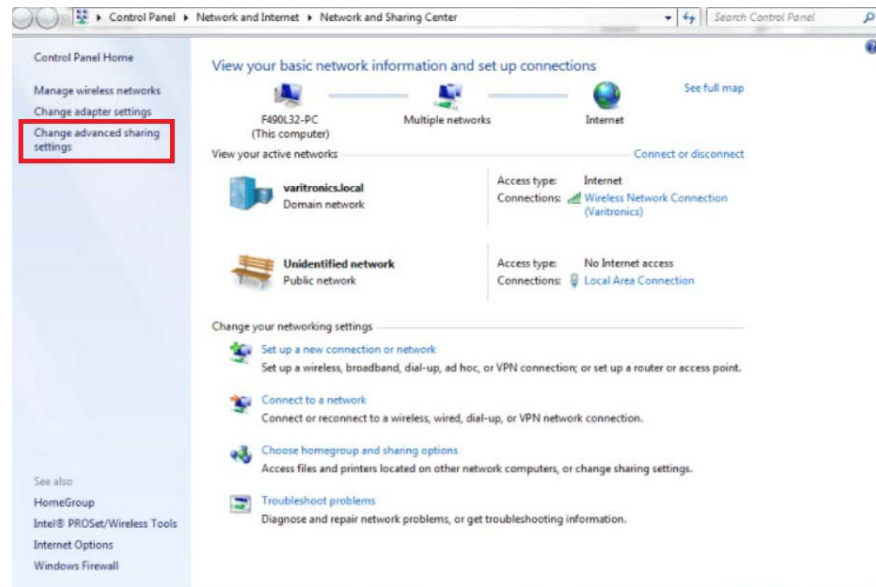 Control Panel ▸ Network and Internet ▸ Network and Sharing Center
Search Control Panel
Control Panel Home
Manage wireless networks
Change adapter settings
Change advanced sharing
settings
View your basic network information and set up connections
See full map
F490L32-PC
(This computer)
Multiple networks
Internet
View your active networks
Connect or disconnect
varitronics.local
Domain network
Access type: Internet
Connections: Wireless Network Connection
(Varitronics)
Unidentified network
Public network
Access type: No Internet access
Connections: Local Area Connection
Change your networking settings
Set up a new connection or network
Set up a wireless, broadband, dial-up, ad hoc, or VPN connection; or set up a router or access point.
Connect to a network
Connect or reconnect to a wireless, wired, dial-up, or VPN network connection.
Choose homegroup and sharing options
Access files and printers located on other network computers, or change sharing settings.
Troubleshoot problems
Diagnose and repair network problems, or get troubleshooting information.
See also
HomeGroup
Intel® PROSet/Wireless Tools
Internet Options
Windows Firewall